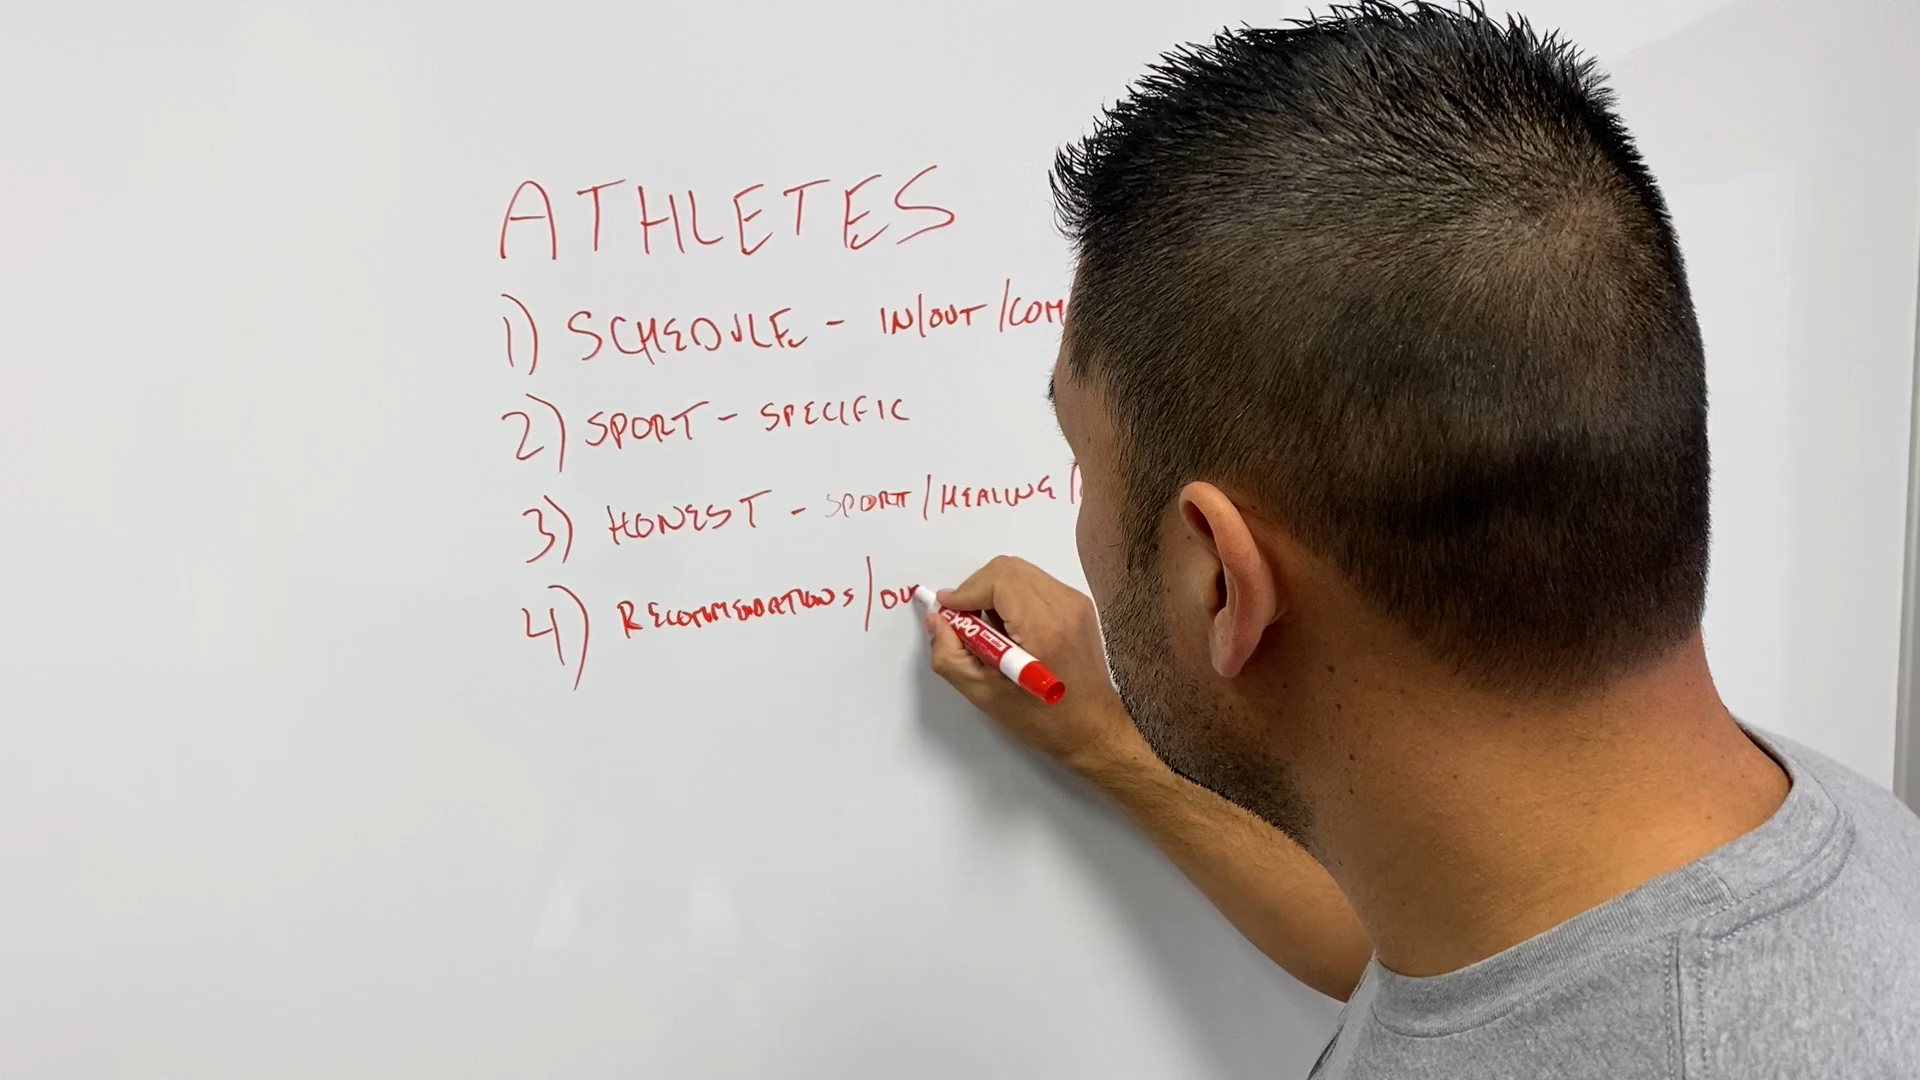 ATHLETES
1) SCHEDULE - IN/OUT/COM
2) SPORT - SPECIFIC
3) HONEST - SPORT/HEALING/
4) RECOMMENDATIONS/OU
EXPO